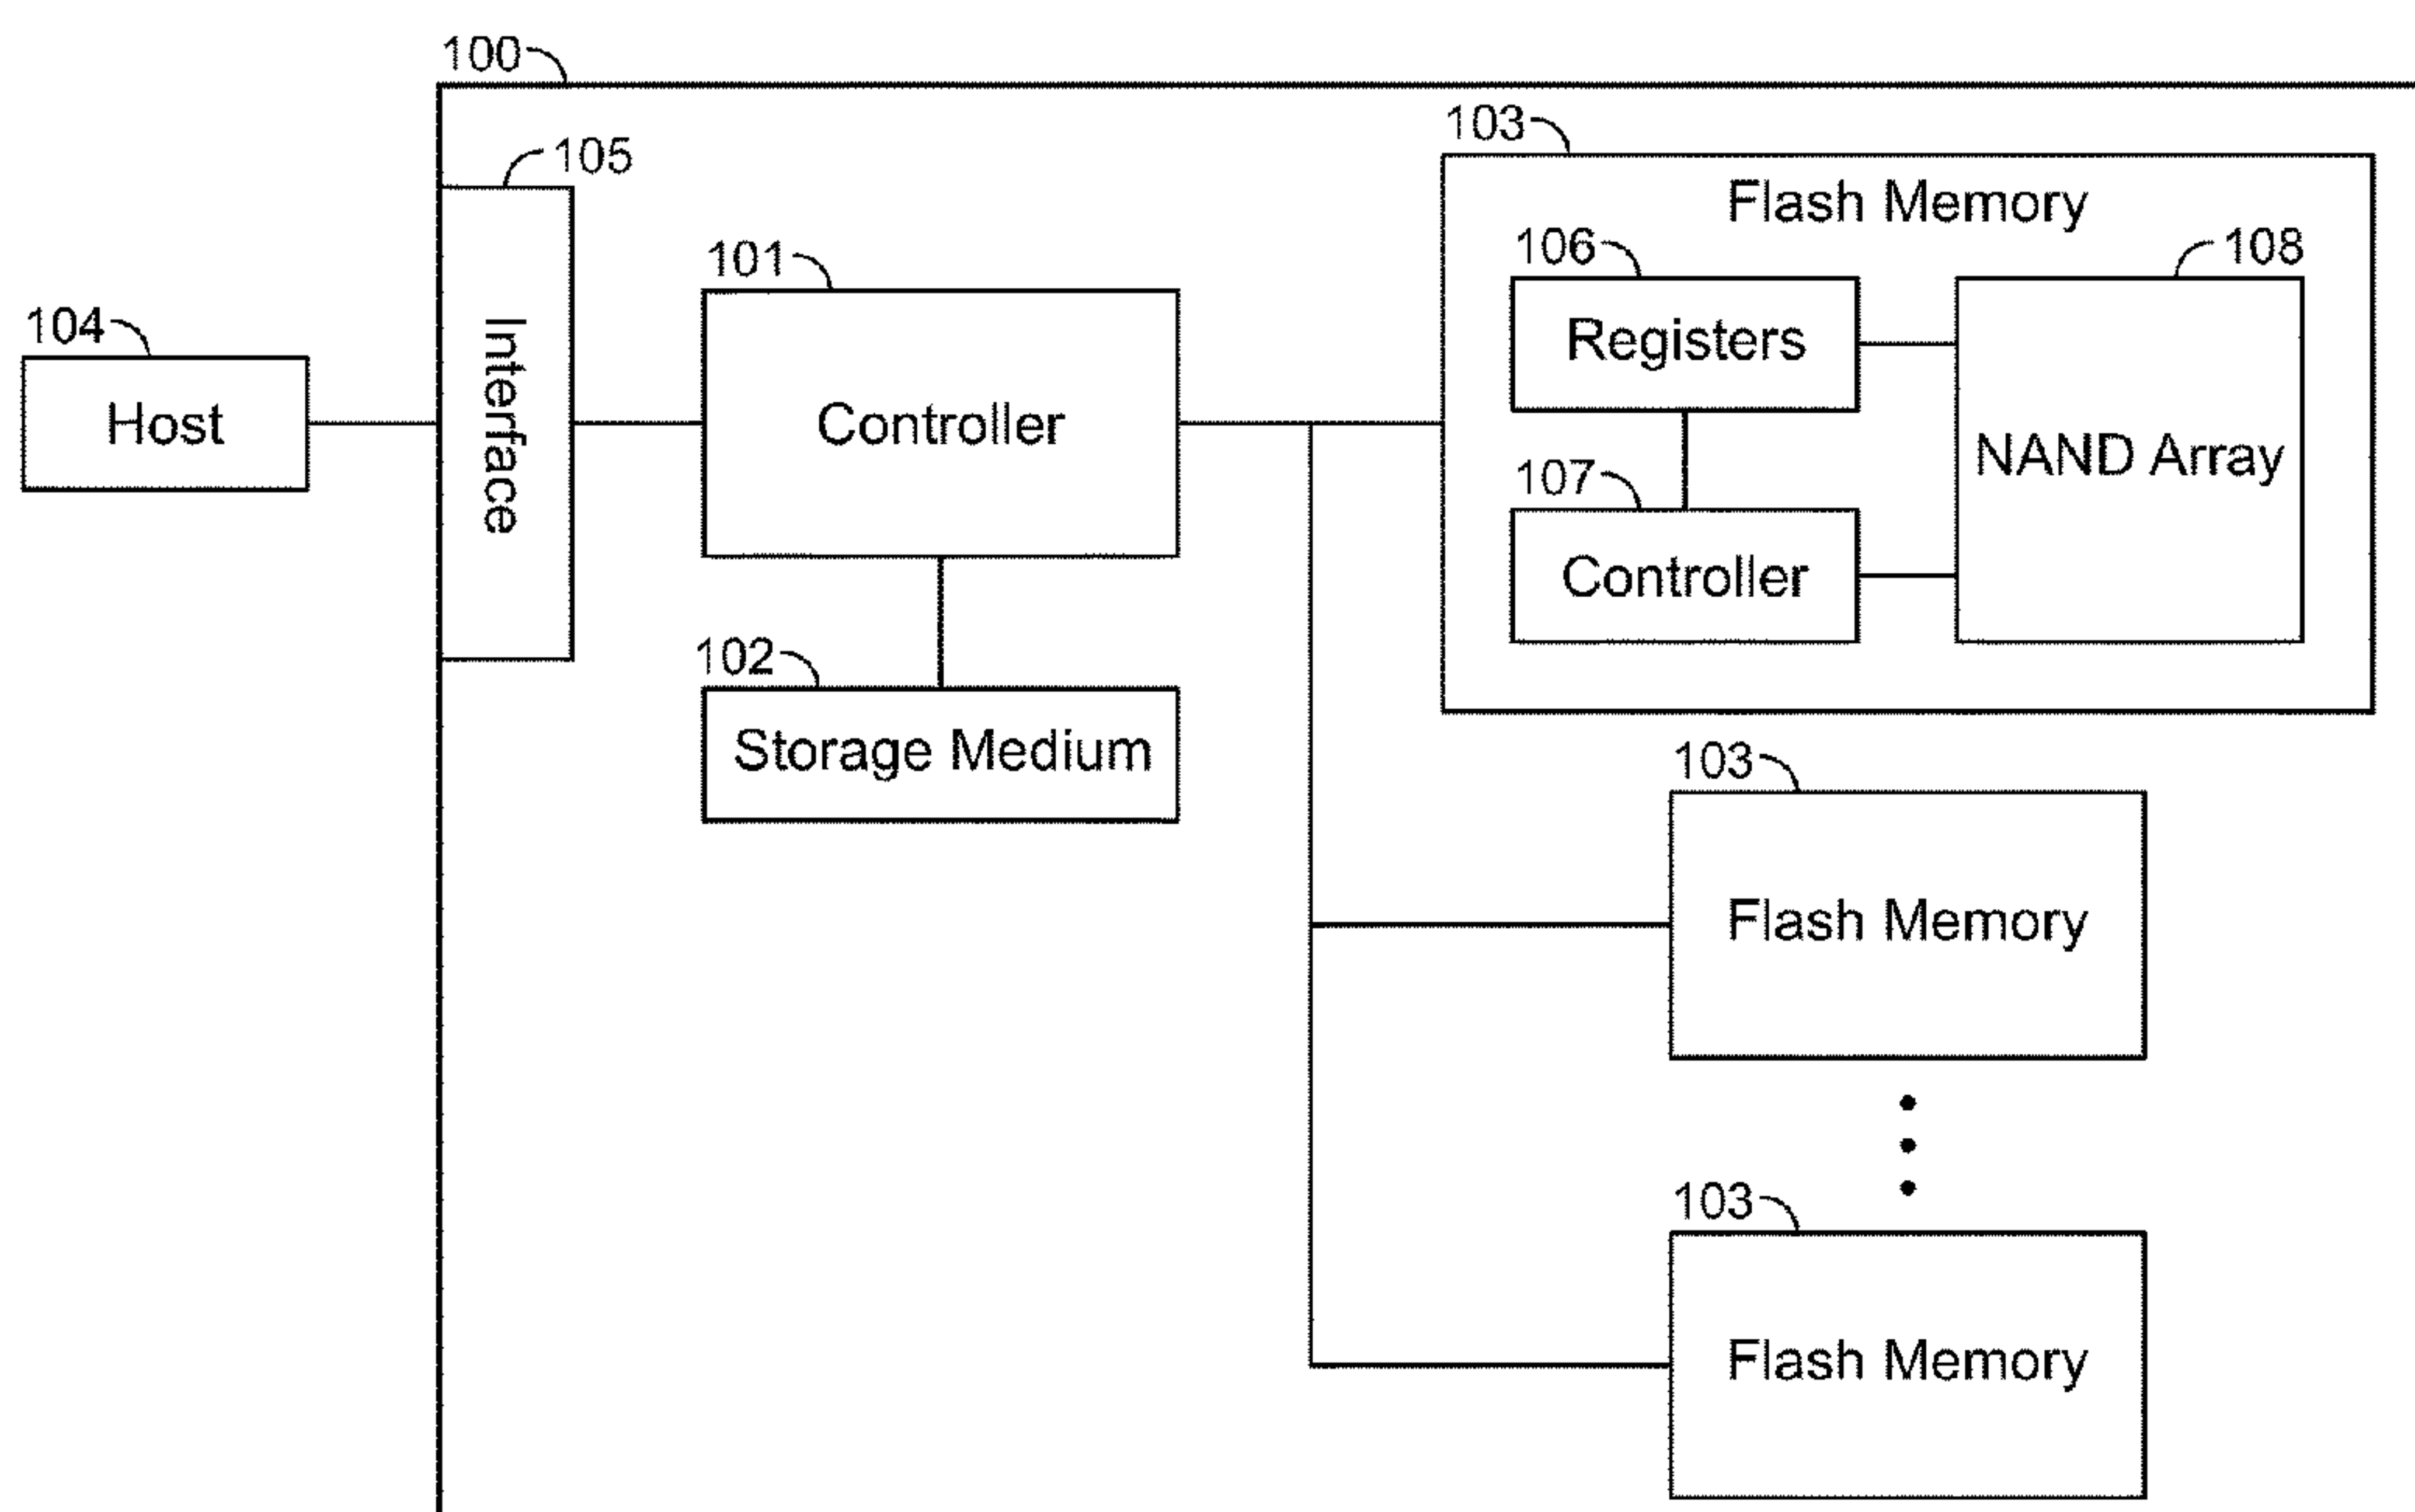 100
103
105
Flash Memory
106
108
101
104
Registers
Interface
Host
Controller
NAND Array
107
Controller
102
Storage Medium
103
Flash Memory
103
Flash Memory